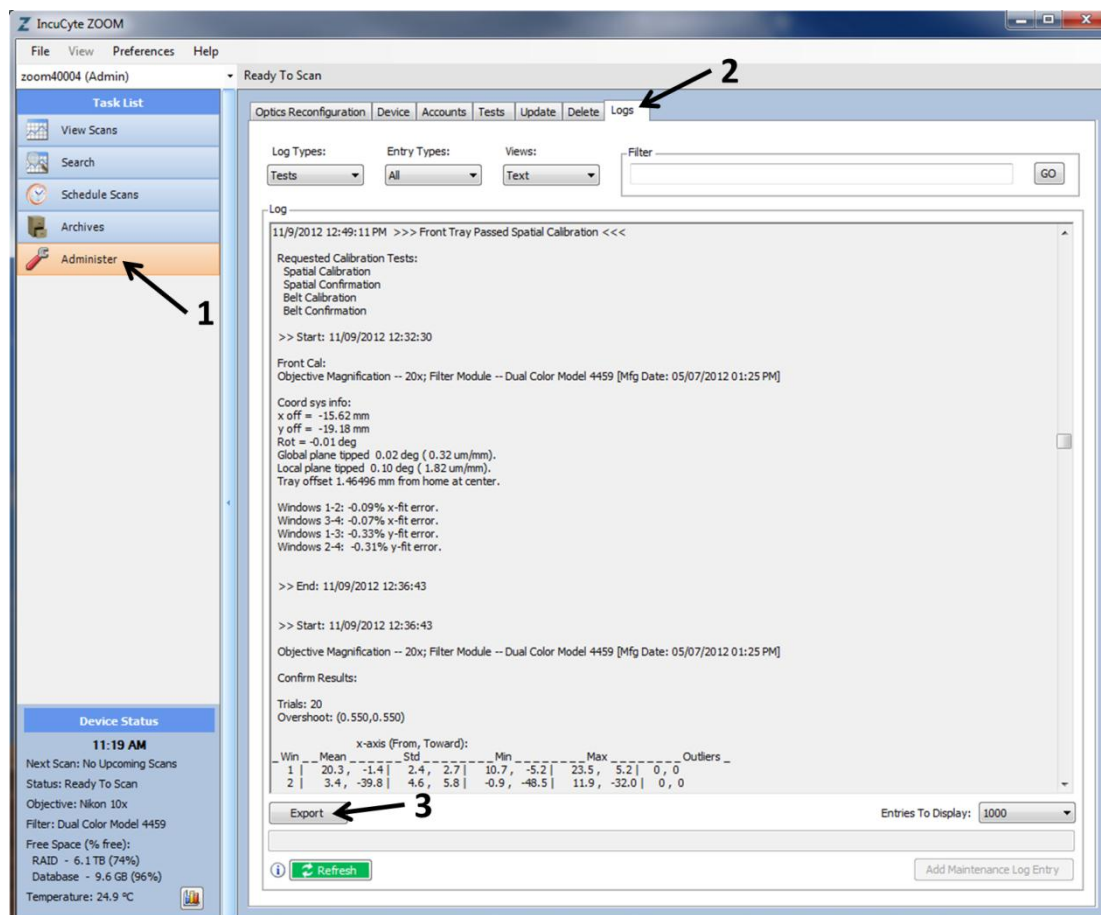 IncuCyte ZOOM
File View Preferences Help
zoom40004 (Admin)
Ready To Scan
2
Task List
View Scans
Search
Schedule Scans
Archives
Administer
1
Optics Reconfiguration Device Accounts Tests Update Delete Logs
Log Types: Entry Types: Views: Filter
Tests All Text GO
Log
11/9/2012 12:49:11 PM >>> Front Tray Passed Spatial Calibration <<<
Requested Calibration Tests:
Spatial Calibration
Spatial Confirmation
Belt Calibration
Belt Confirmation
>> Start: 11/09/2012 12:32:30
Front Cal:
Objective Magnification -- 20x; Filter Module -- Dual Color Model 4459 [Mfg Date: 05/07/2012 01:25 PM]
Coord sys info:
x off = -15.62 mm
y off = -19.18 mm
Rot = -0.01 deg
Global plane tipped 0.02 deg ( 0.32 um/mm).
Local plane tipped 0.10 deg ( 1.82 um/mm).
Tray offset 1.46496 mm from home at center.
Windows 1-2: -0.09% x-fit error.
Windows 3-4: -0.07% x-fit error.
Windows 1-3: -0.33% y-fit error.
Windows 2-4: -0.31% y-fit error.
>> End: 11/09/2012 12:36:43
>> Start: 11/09/2012 12:36:43
Objective Magnification -- 20x; Filter Module -- Dual Color Model 4459 [Mfg Date: 05/07/2012 01:25 PM]
Confirm Results:
Trials: 20
Overshoot: (0.550,0.550)
x-axis (From, Toward):
_ Win _ _ Mean _ _ _ _ _ _ Std _ _ _ _ _ _ _ _ Min _ _ _ _ _ _ _ _ Max _ _ _ _ _ _ _ _ Outliers _
1 | 20.3 , -1.4 | 2.4 , 2.7 | 10.7 , -5.2 | 23.5 , 5.2 | 0 , 0
2 | 3.4 , -39.8 | 4.6 , 5.8 | -0.9 , -48.5 | 11.9 , -32.0 | 0 , 0
Export
3
Entries To Display: 1000
Refresh
Add Maintenance Log Entry
Device Status
11:19 AM
Next Scan: No Upcoming Scans
Status: Ready To Scan
Objective: Nikon 10x
Filter: Dual Color Model 4459
Free Space (% free):
RAID - 6.1 TB (74%)
Database - 9.6 GB (96%)
Temperature: 24.9 ºC